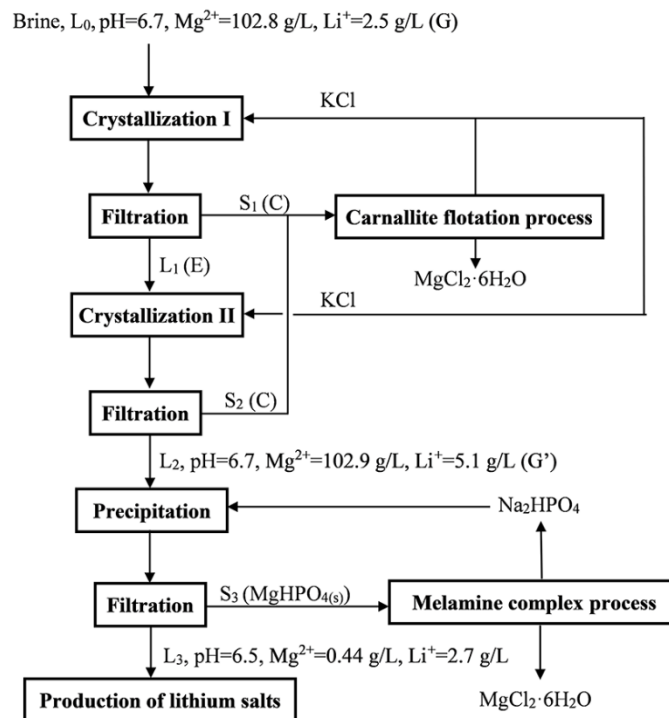 Brine, L₀, pH=6.7, Mg²⁺=102.8 g/L, Li⁺=2.5 g/L (G)
KCl
Crystallization I
Filtration
S₁ (C)
Carnallite flotation process
L₁ (E)
MgCl₂·6H₂O
KCl
Crystallization II
Filtration
S₂ (C)
L₂, pH=6.7, Mg²⁺=102.9 g/L, Li⁺=5.1 g/L (G’)
Precipitation
Na₂HPO₄
Filtration
S₃ (MgHPO₄₍ₛ₎)
Melamine complex process
L₃, pH=6.5, Mg²⁺=0.44 g/L, Li⁺=2.7 g/L
Production of lithium salts
MgCl₂·6H₂O